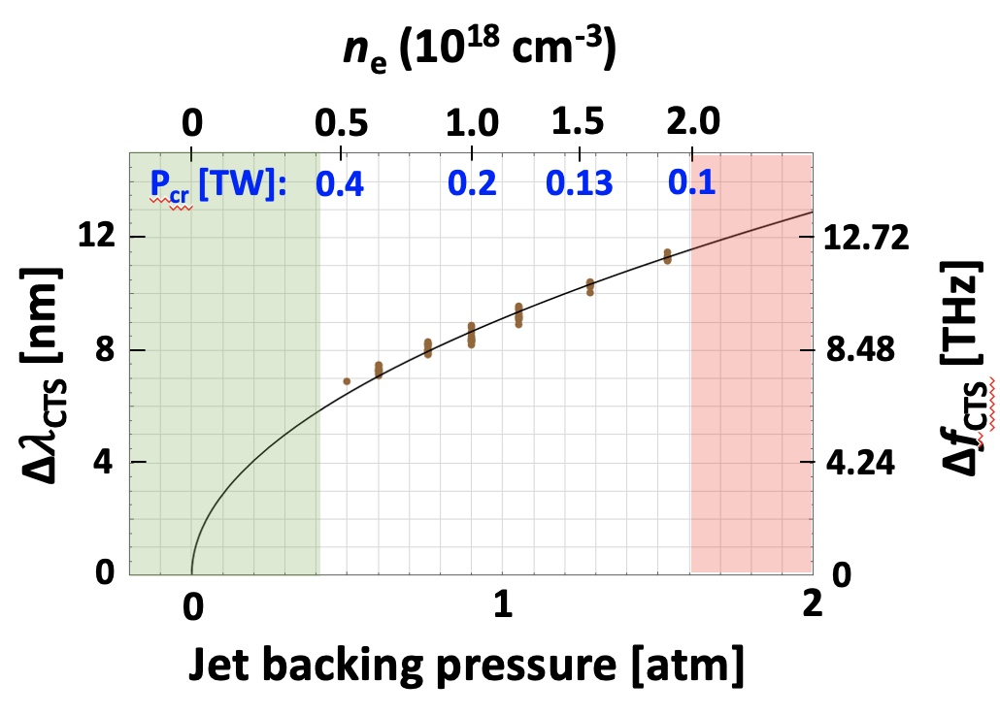 nₑ (10¹⁸ cm⁻³)
0 0.5 1.0 1.5 2.0
P_cr [TW]: 0.4 0.2 0.13 0.1
12 12.72
8 8.48
4 4.24
0 0
Δλ_CTS [nm]
Δf_CTS [THz]
0 1 2
Jet backing pressure [atm]